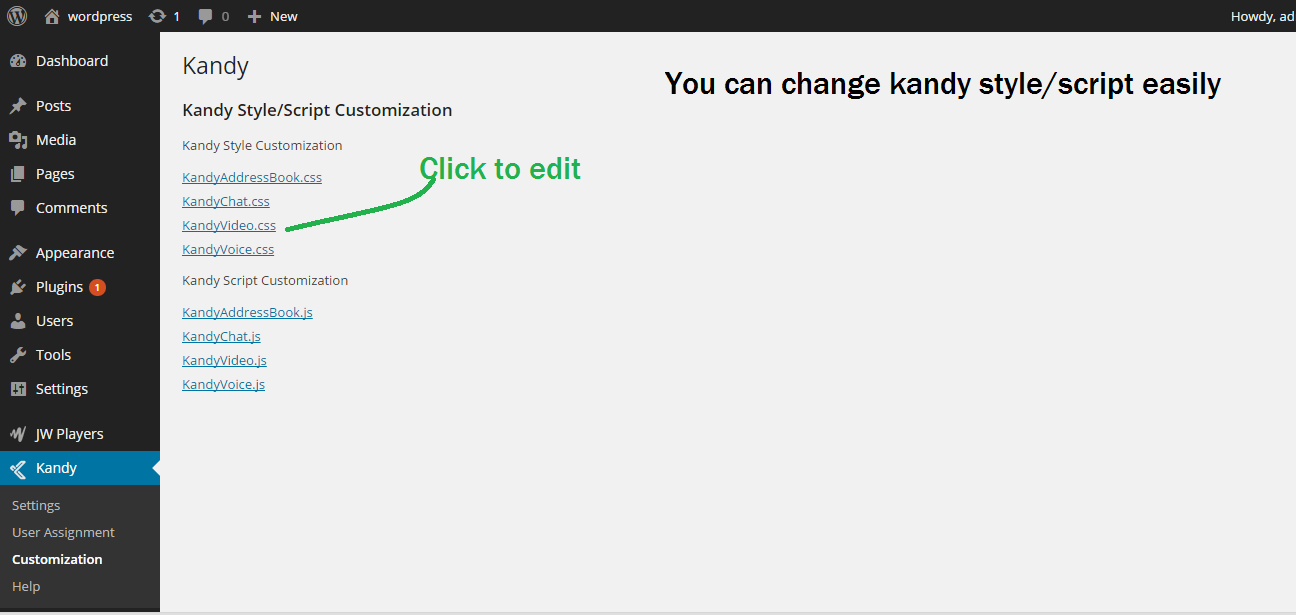 wordpress 1 0 New Howdy, ad
Dashboard
Posts
Media
Pages
Comments
Appearance
Plugins 1
Users
Tools
Settings
JW Players
Kandy
Settings
User Assignment
Customization
Help
Kandy
You can change kandy style/script easily
Kandy Style/Script Customization
Kandy Style Customization
Click to edit
KandyAddressBook.css
KandyChat.css
KandyVideo.css
KandyVoice.css
Kandy Script Customization
KandyAddressBook.js
KandyChat.js
KandyVideo.js
KandyVoice.js